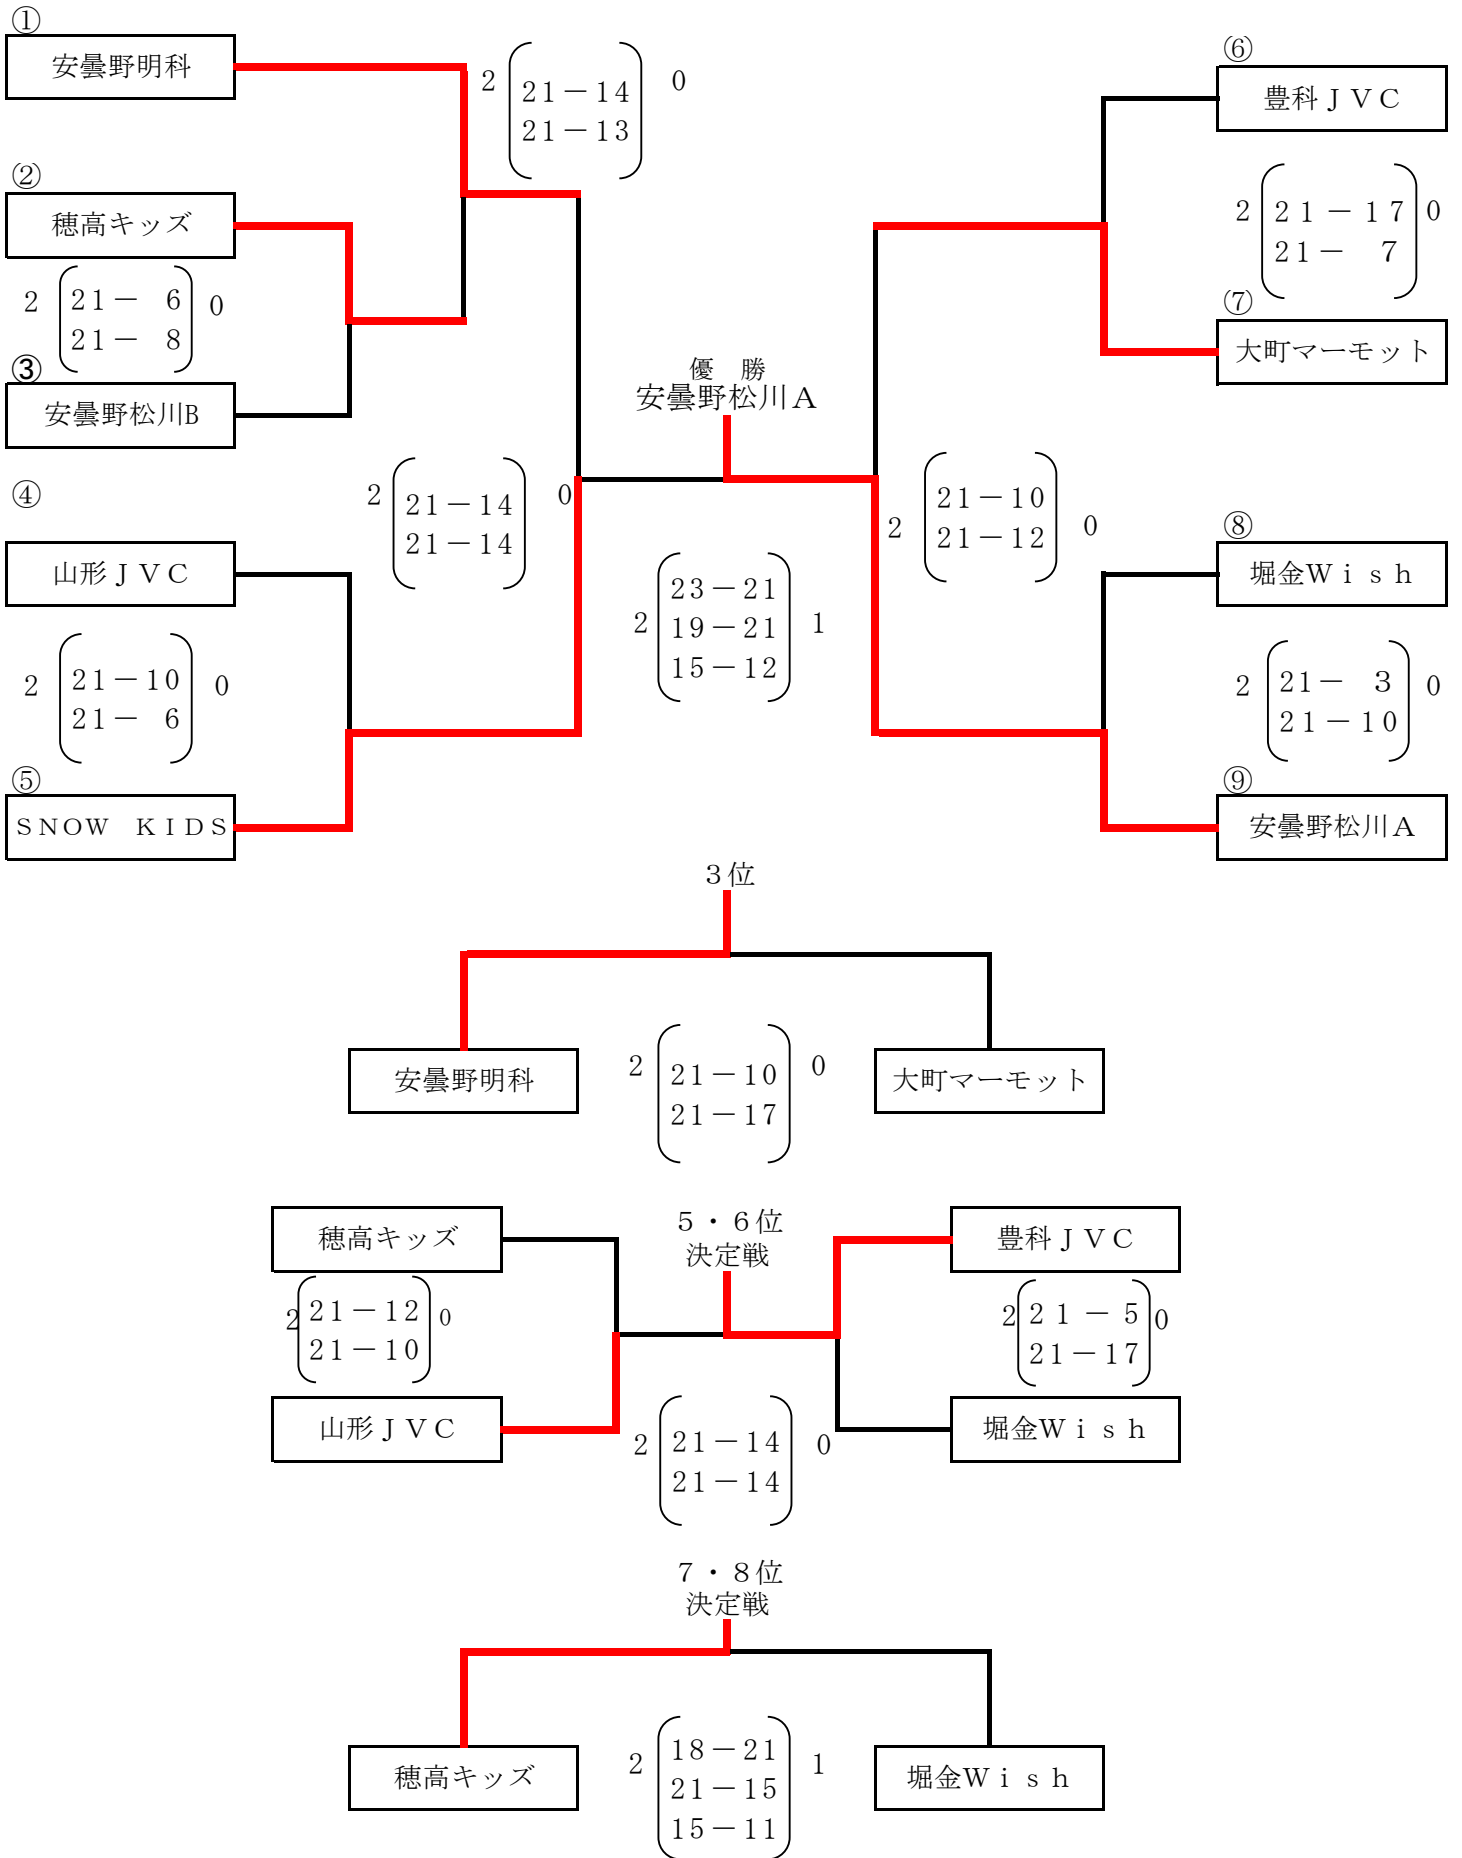 ①
安曇野明科
2 21－14 0
21－13
②
穂高キッズ
2 21－ 6 0
21－ 8
③
安曇野松川B
④
山形ＪＶＣ
2 21－10 0
21－ 6
⑤
ＳＮＯＷ　ＫＩＤＳ
2 21－14 0
21－14
優　勝
安曇野松川Ａ
2 23－21 1
19－21
15－12
⑥
豊科ＪＶＣ
2 21－17 0
21－ 7
⑦
大町マーモット
2 21－10 0
21－12
⑧
堀金Ｗｉｓｈ
2 21－ 3 0
21－10
⑨
安曇野松川Ａ
３位
安曇野明科
2 21－10 0
21－17
大町マーモット
５・６位
決定戦
穂高キッズ
2 21－12 0
21－10
山形ＪＶＣ
豊科ＪＶＣ
2 21－5 0
21－17
堀金Ｗｉｓｈ
2 21－14 0
21－14
７・８位
決定戦
穂高キッズ
2 18－21 1
21－15
15－11
堀金Ｗｉｓｈ